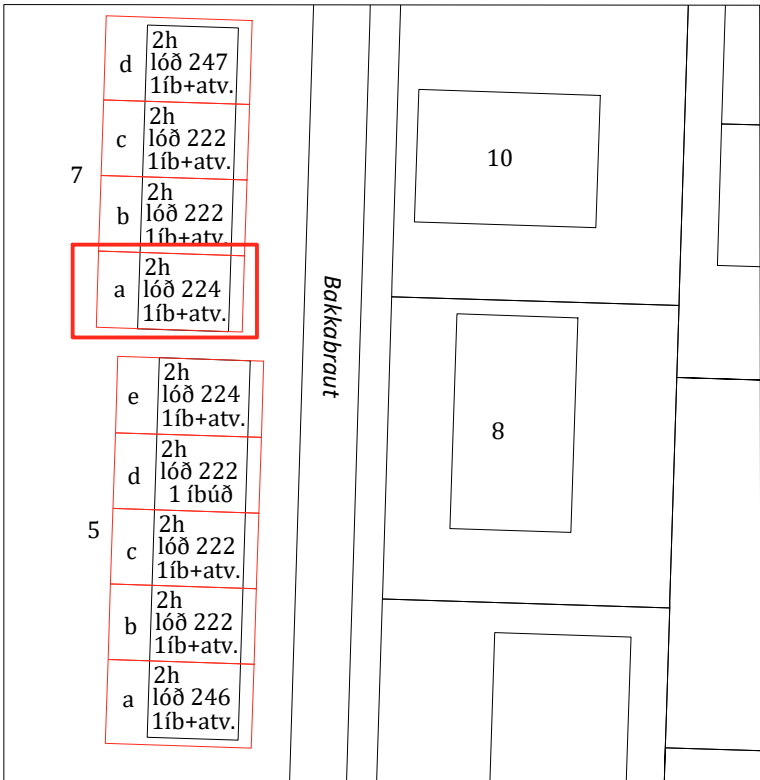 7
d
2h
lóð 247
1íb+atv.
c
2h
lóð 222
1íb+atv.
b
2h
lóð 222
1íb+atv.
a
2h
lóð 224
1íb+atv.
5
e
2h
lóð 224
1íb+atv.
d
2h
lóð 222
1 íbúð
c
2h
lóð 222
1íb+atv.
b
2h
lóð 222
1íb+atv.
a
2h
lóð 246
1íb+atv.
Bakkabraut
10
8